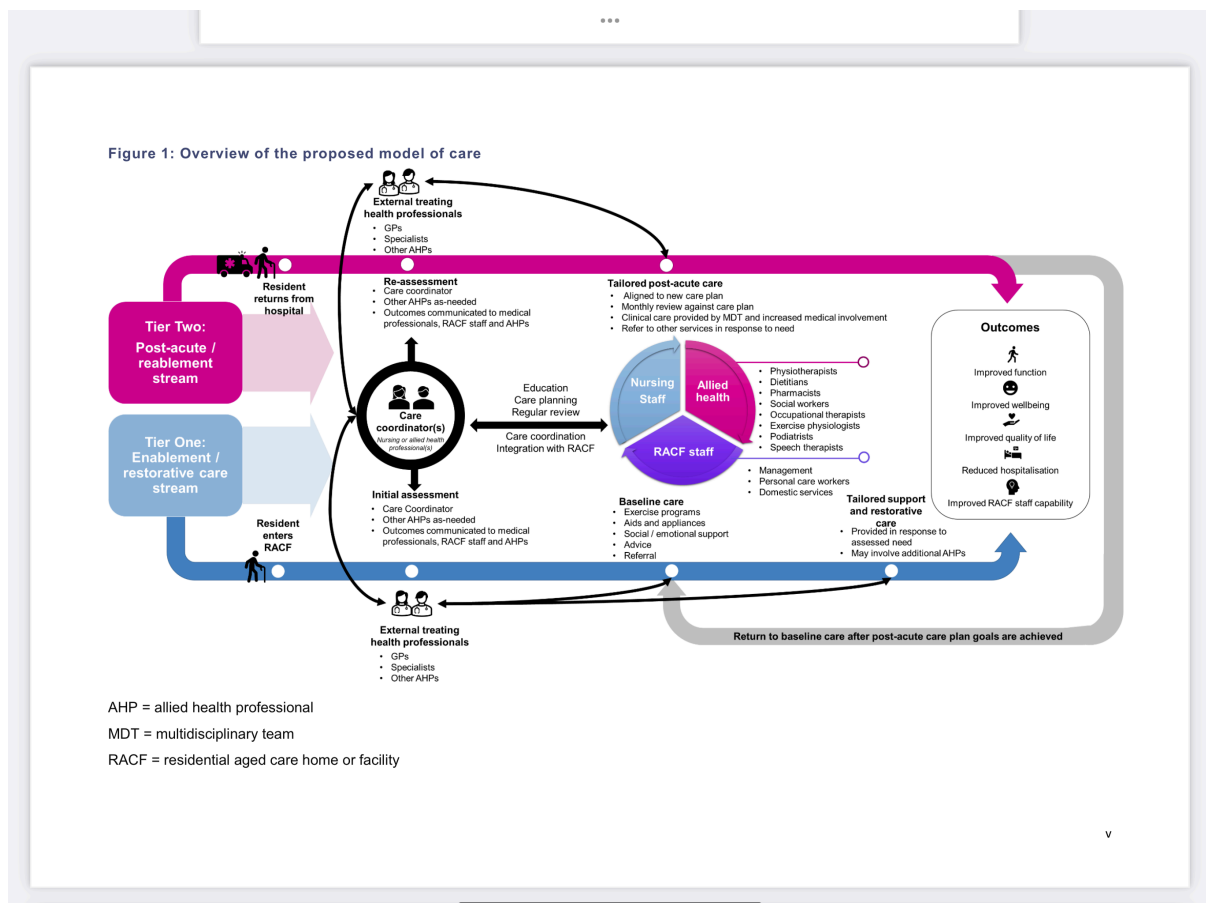 Figure 1: Overview of the proposed model of care
External treating
health professionals
• GPs
• Specialists
• Other AHPs
Resident
returns from
hospital
Re-assessment
• Care coordinator
• Other AHPs as-needed
• Outcomes communicated to medical
professionals, RACF staff and AHPs
Tailored post-acute care
• Aligned to new care plan
• Monthly review against care plan
• Clinical care provided by MDT and increased medical involvement
• Refer to other services in response to need
Tier Two:
Post-acute /
reablement
stream
Tier One:
Enablement /
restorative care
stream
Care
coordinator(s)
Nursing or allied health
professional(s)
Education
Care planning
Regular review
Care coordination
Integration with RACF
Nursing
Staff
Allied
health
RACF staff
• Physiotherapists
• Dietitians
• Pharmacists
• Social workers
• Occupational therapists
• Exercise physiologists
• Podiatrists
• Speech therapists
• Management
• Personal care workers
• Domestic services
Outcomes
Improved function
Improved wellbeing
Improved quality of life
Reduced hospitalisation
Improved RACF staff capability
Resident
enters
RACF
Initial assessment
• Care Coordinator
• Other AHPs as-needed
• Outcomes communicated to medical
professionals, RACF staff and AHPs
Baseline care
• Exercise programs
• Aids and appliances
• Social / emotional support
• Advice
• Referral
Tailored support
and restorative
care
• Provided in response to
assessed need
• May involve additional AHPs
External treating
health professionals
• GPs
• Specialists
• Other AHPs
Return to baseline care after post-acute care plan goals are achieved
AHP = allied health professional
MDT = multidisciplinary team
RACF = residential aged care home or facility
v